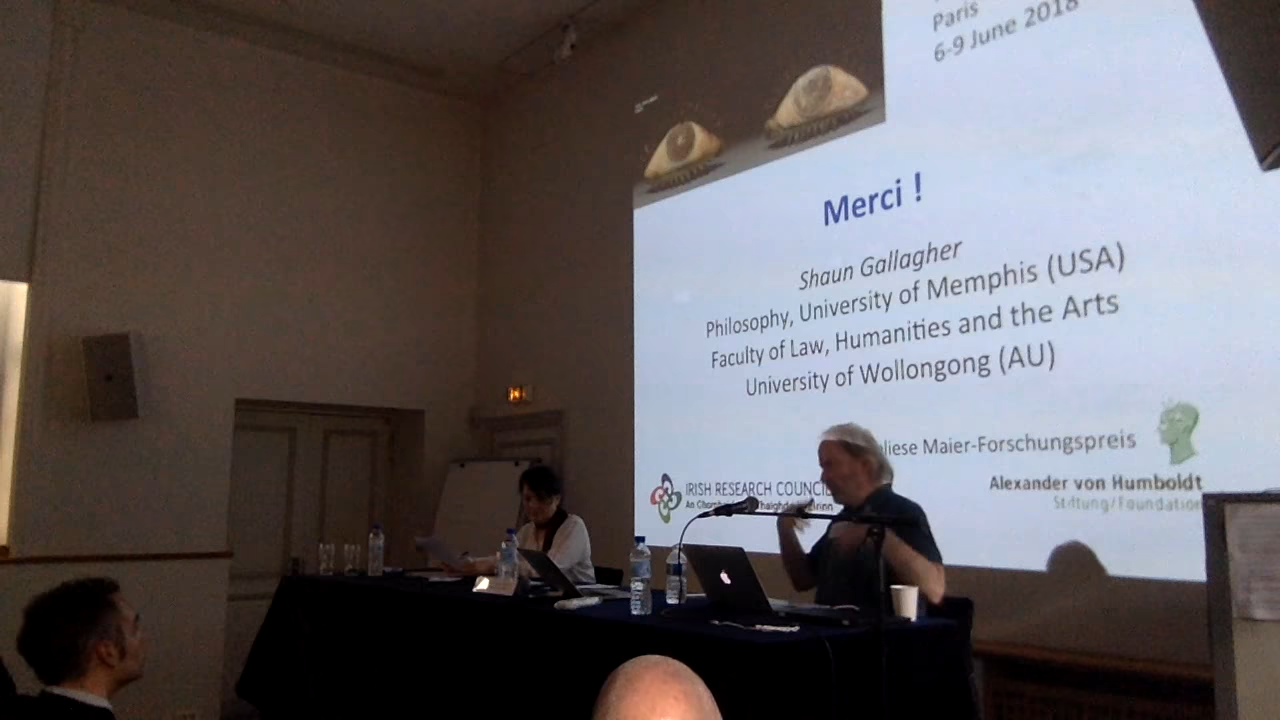 Paris
6-9 June 2018
Merci !
Shaun Gallagher
Philosophy, University of Memphis (USA)
Faculty of Law, Humanities and the Arts
University of Wollongong (AU)
liese Maier-Forschungspreis
IRISH RESEARCH COUNCI
Alexander von Humboldt
Stiftung/Foundation